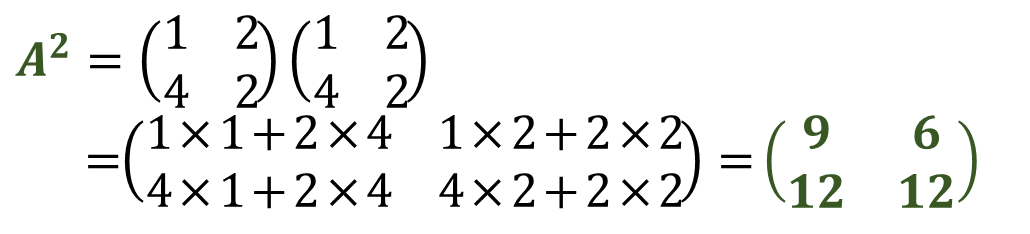 A² = (1 2
4 2) (1 2
4 2)
= (1×1+2×4 1×2+2×2
4×1+2×4 4×2+2×2) = (9 6
12 12)